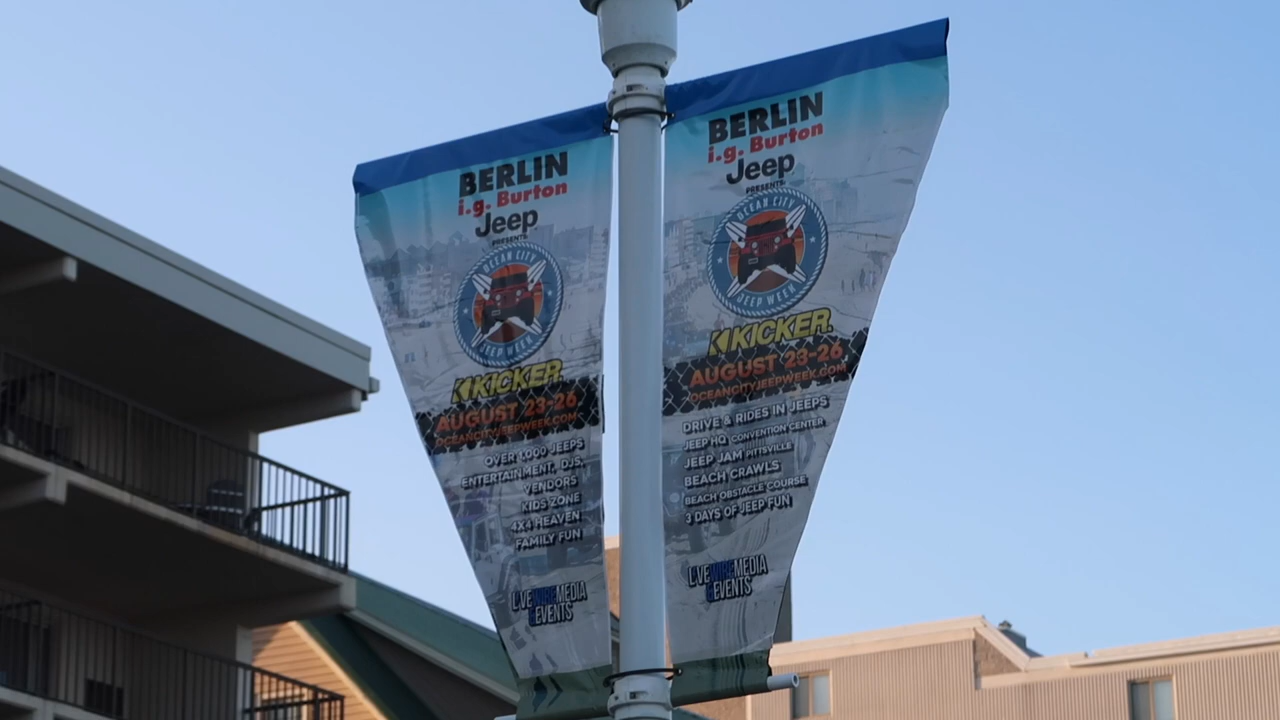 BERLIN
i.g. Burton
Jeep
PRESENTS:
OCEAN CITY
JEEP WEEK
KICKER
AUGUST 23-26
OCEANCITYJEEPWEEK.COM
OVER 1,000 JEEPS
ENTERTAINMENT, DJS,
VENDORS
KIDS ZONE
4X4 HEAVEN
FAMILY FUN
LIVE WIRE MEDIA
& EVENTS
BERLIN
i.g. Burton
Jeep
PRESENTS:
OCEAN CITY
JEEP WEEK
KICKER.
AUGUST 23-26
OCEANCITYJEEPWEEK.COM
DRIVE & RIDES IN JEEPS
JEEP HQ CONVENTION CENTER
JEEP JAM PITTSVILLE
BEACH CRAWLS
BEACH OBSTACLE COURSE
3 DAYS OF JEEP FUN
LIVE WIRE MEDIA
& EVENTS